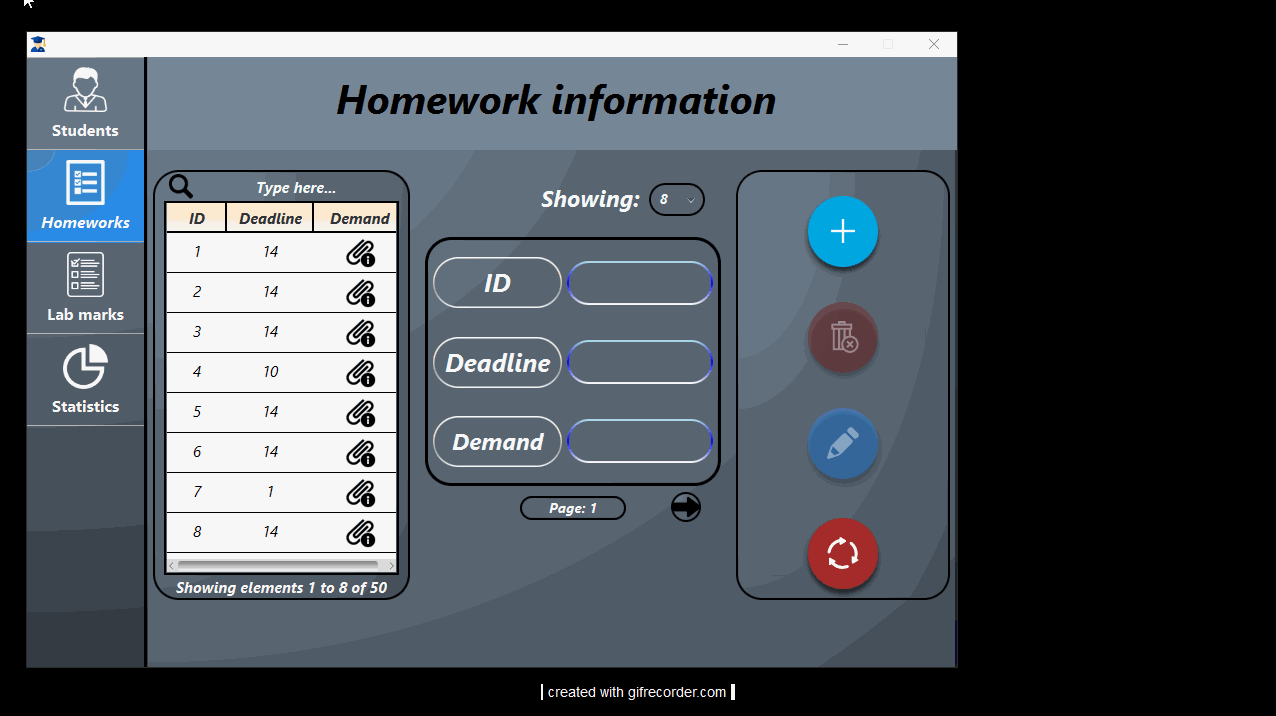 Homework information
Students
Homeworks
Lab marks
Statistics
Type here...
ID Deadline Demand
1 14
2 14
3 14
4 10
5 14
6 14
7 1
8 14
Showing elements 1 to 8 of 50
Showing: 8
ID
Deadline
Demand
Page: 1
created with gifrecorder.com